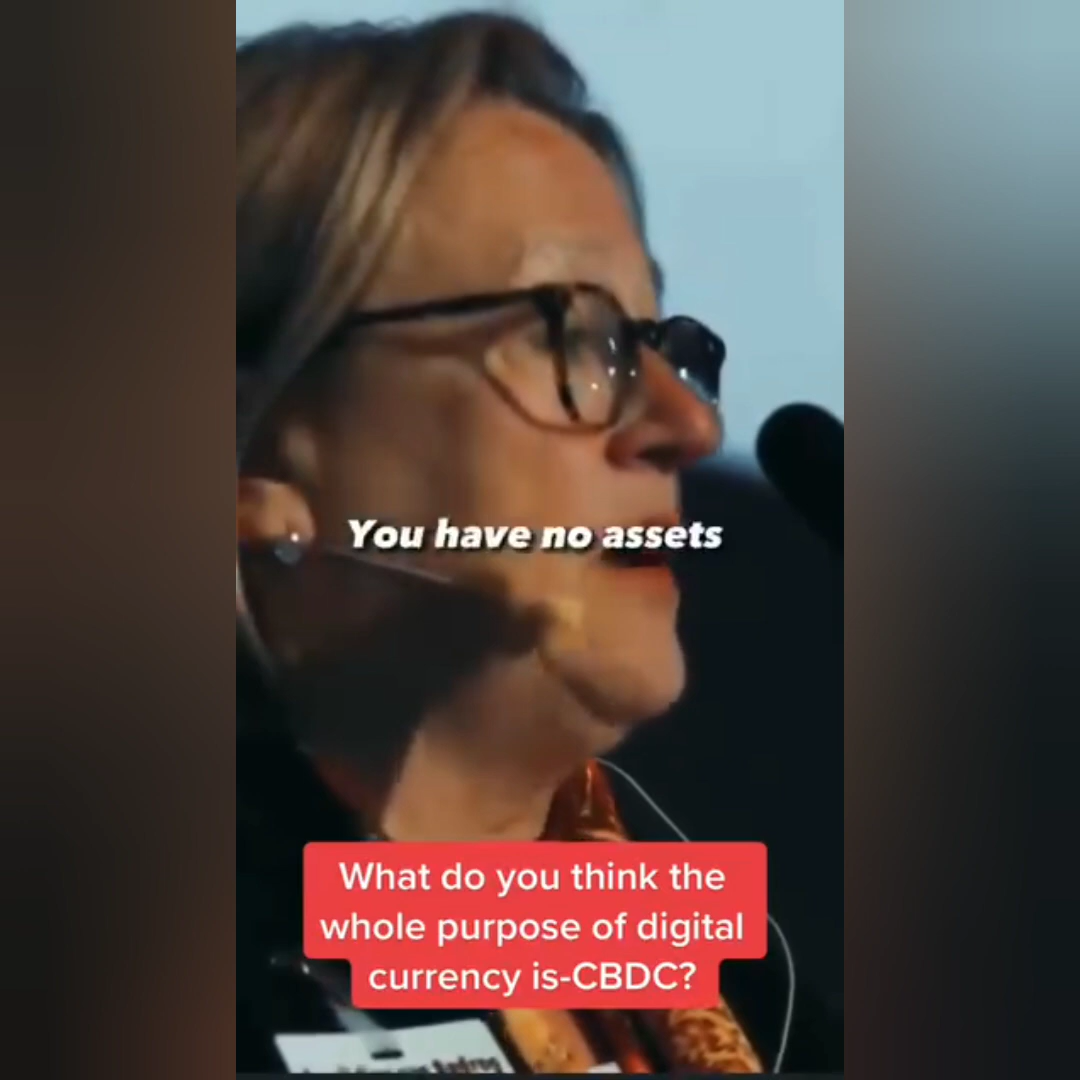 You have no assets
What do you think the
whole purpose of digital
currency is-CBDC?